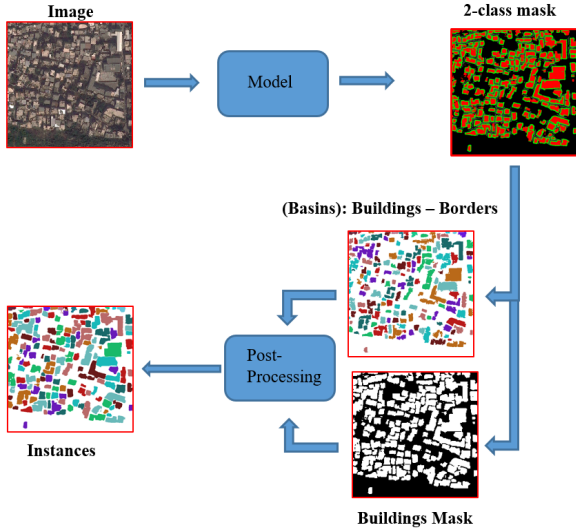 Image
2-class mask
Model
(Basins): Buildings – Borders
Post-
Processing
Instances
Buildings Mask